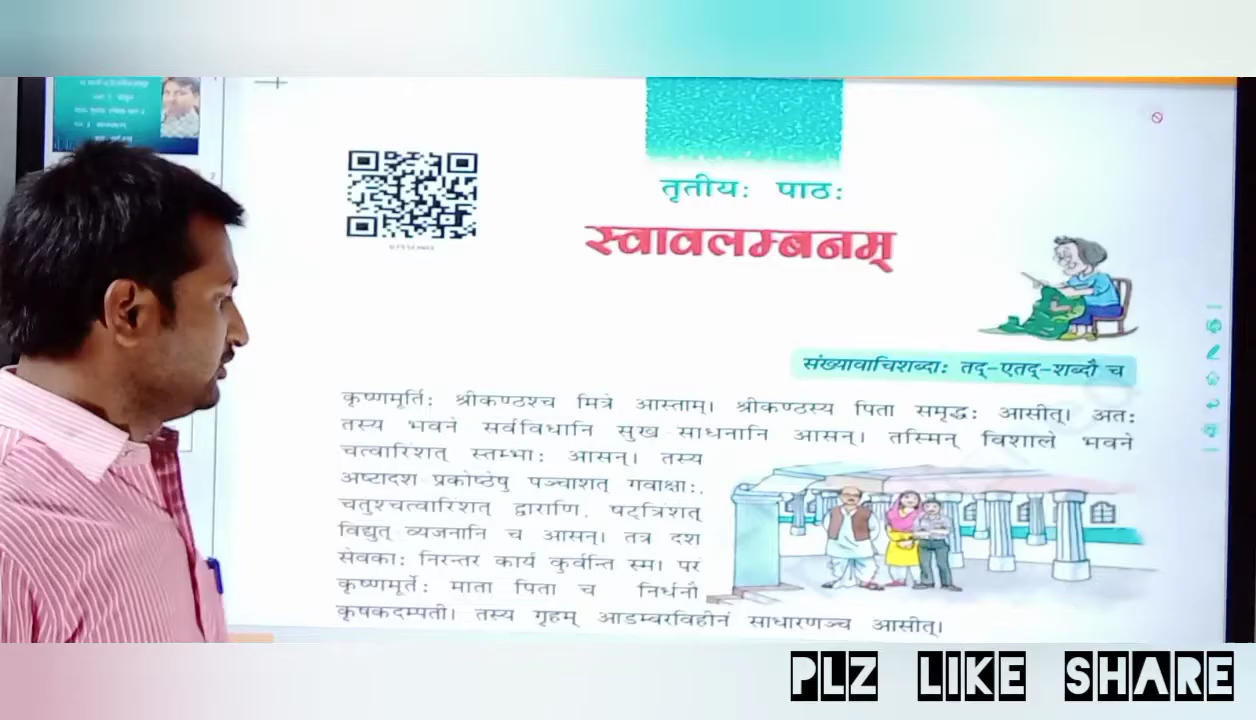 तृतीयः पाठः
स्वावलम्बनम्
संख्यावाचिशब्दाः तद्-एतद्-शब्दौ च
कृष्णमूर्तिः श्रीकण्ठश्च मित्रे आस्ताम्। श्रीकण्ठस्य पिता समृद्धः आसीत्। अतः
तस्य भवने सर्वविधानि सुख-साधनानि आसन्। तस्मिन् विशाले भवने
चत्वारिंशत् स्तम्भाः आसन्। तस्य
अष्टादश-प्रकोष्ठेषु पञ्चाशत् गवाक्षाः,
चतुश्चत्वारिंशत् द्वाराणि, षट्त्रिंशत्
विद्युत् व्यजनानि च आसन्। तत्र दश
सेवकाः निरन्तरं कार्यं कुर्वन्ति स्म। परं
कृष्णमूर्तेः माता पिता च निर्धनौ
कृषकदम्पती। तस्य गृहम् आडम्बरविहीनं साधारणञ्च आसीत्।
PLZ LIKE SHARE